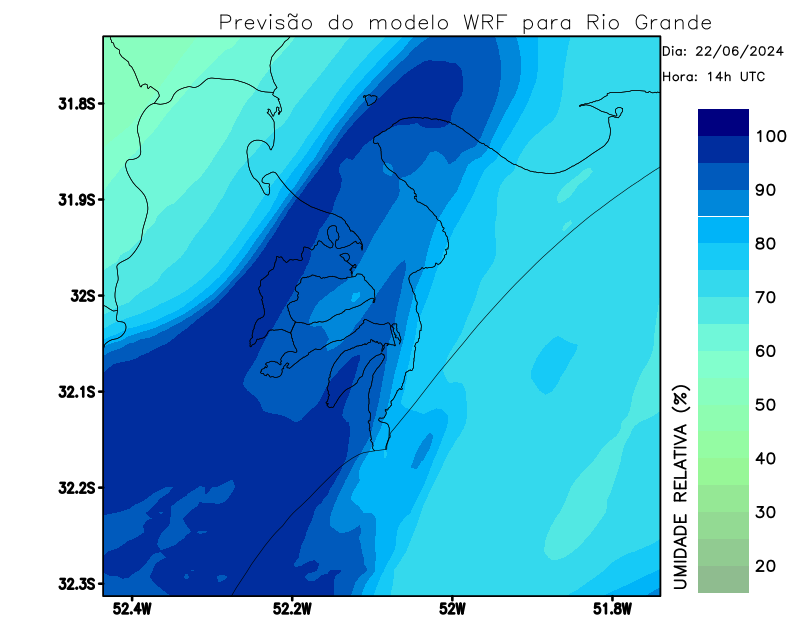 Previsão do modelo WRF para Rio Grande
Dia: 22/06/2024
Hora: 14h UTC
31.8S
31.9S
32S
32.1S
32.2S
32.3S
52.4W
52.2W
52W
51.8W
100
90
80
70
60
50
40
30
20
UMIDADE RELATIVA (%)